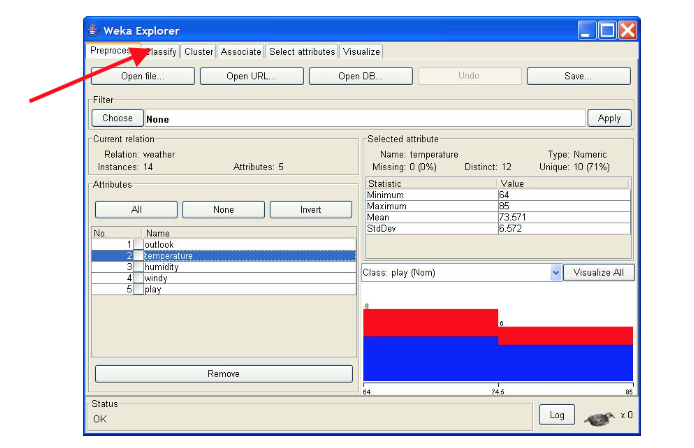 Weka Explorer
Preprocess Classify Cluster Associate Select attributes Visualize
Open file... Open URL... Open DB... Undo Save...
Filter
Choose None Apply
Current relation
Relation: weather
Instances: 14 Attributes: 5
Selected attribute
Name: temperature Type: Numeric
Missing: 0 (0%) Distinct: 12 Unique: 10 (71%)
Statistic Value
Minimum 64
Maximum 85
Mean 73.571
StdDev 6.572
Attributes
All None Invert
No. Name
1 outlook
2 temperature
3 humidity
4 windy
5 play
Remove
Class: play (Nom) Visualize All
8
6
64 74.5 85
Status
OK
Log x 0